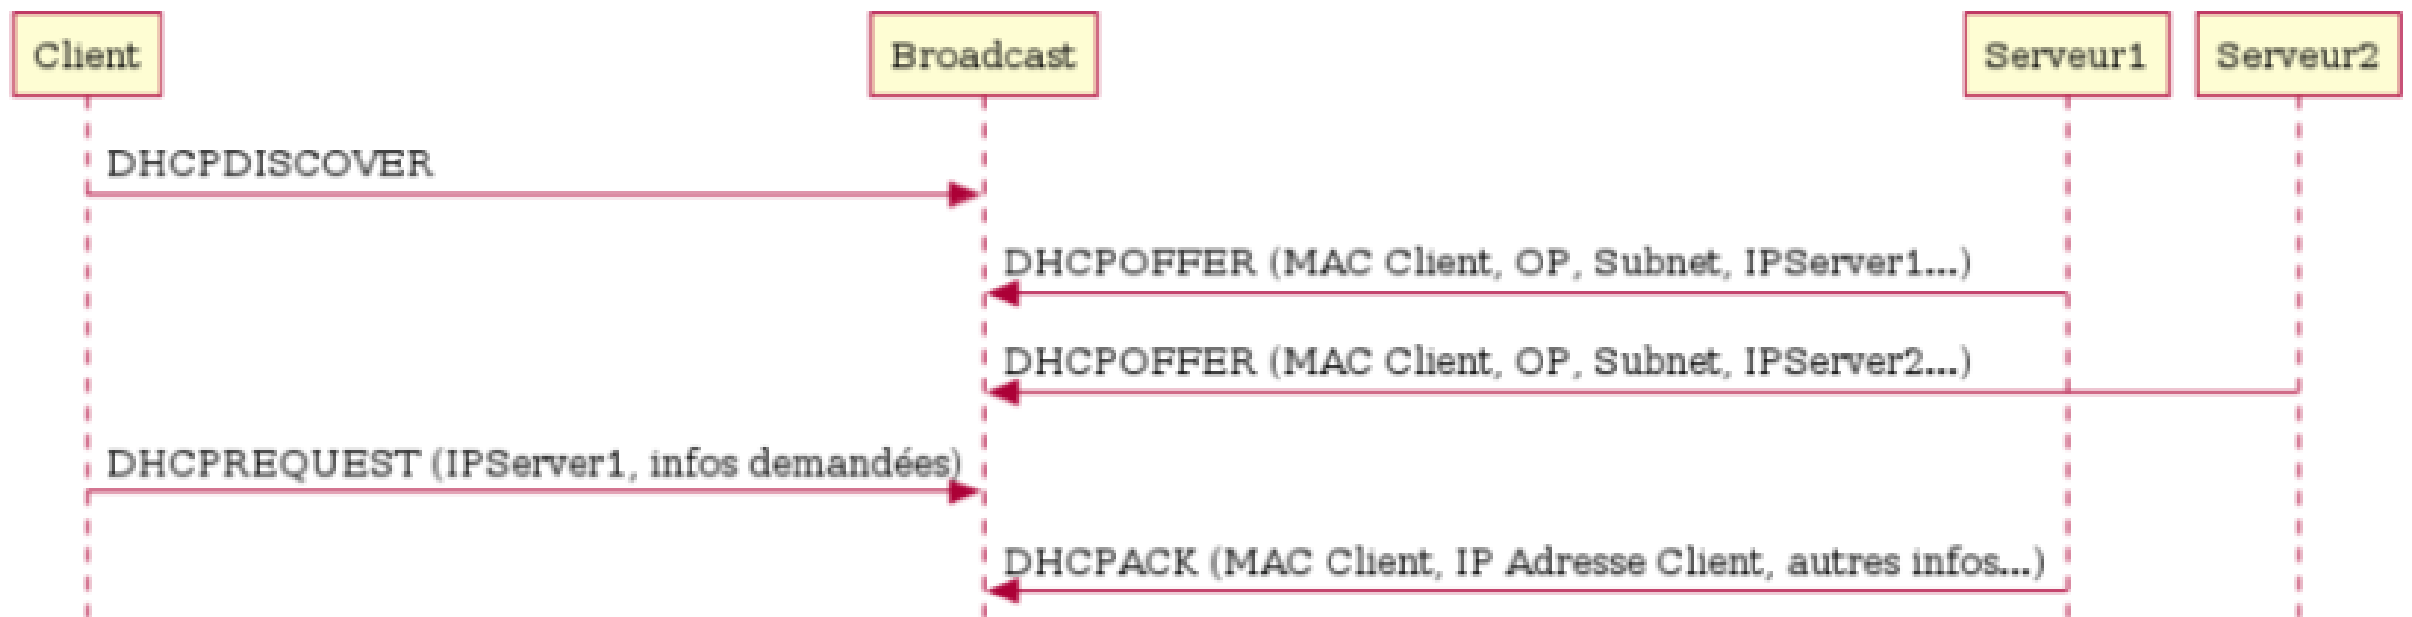 Client
Broadcast
Serveur1
Serveur2
DHCPDISCOVER
DHCPOFFER (MAC Client, OP, Subnet, IPServer1...)
DHCPOFFER (MAC Client, OP, Subnet, IPServer2...)
DHCPREQUEST (IPServer1, infos demandées)
DHCPACK (MAC Client, IP Adresse Client, autres infos...)